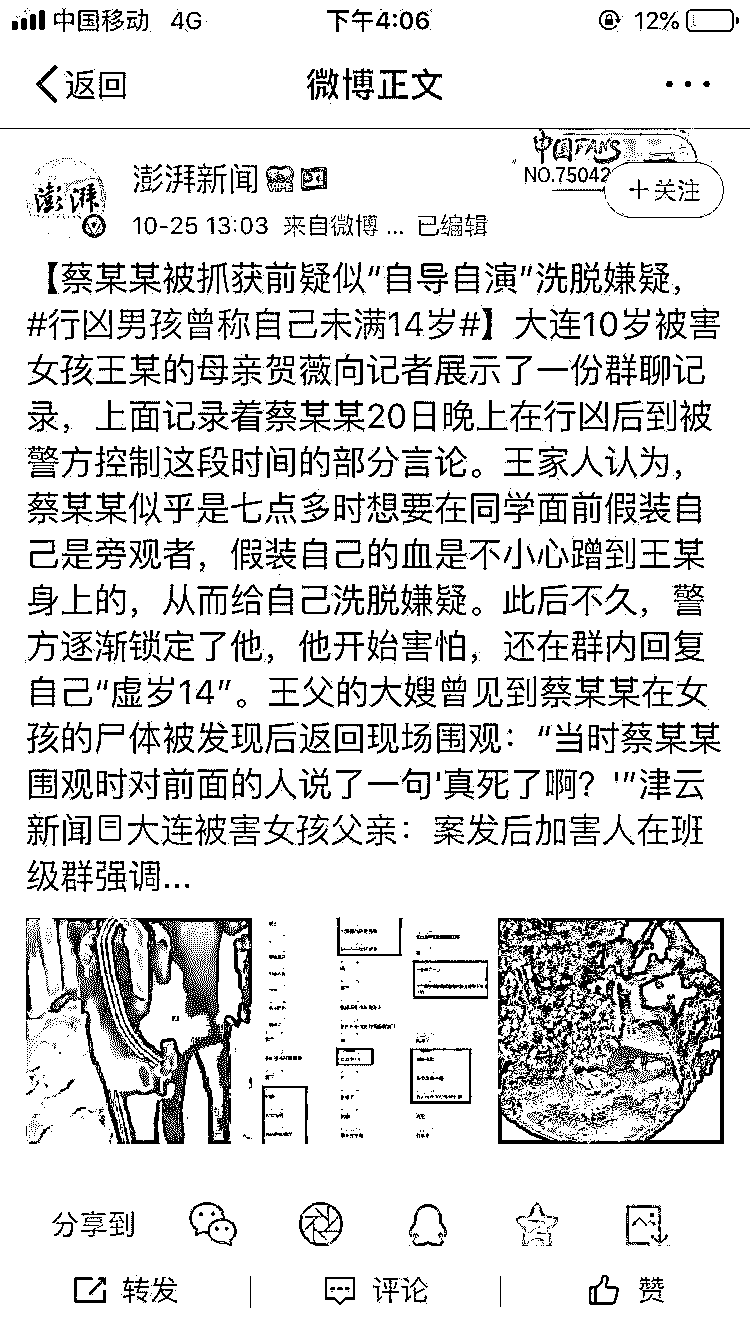 中国移动 4G 下午4:06 12%
返回 微博正文
中国FANS
澎湃
澎湃新闻
NO.75042
+关注
10-25 13:03 来自微博 ... 已编辑
【蔡某某被抓获前疑似“自导自演”洗脱嫌疑，
#行凶男孩曾称自己未满14岁#】大连10岁被害
女孩王某的母亲贺薇向记者展示了一份群聊记
录，上面记录着蔡某某20日晚上在行凶后到被
警方控制这段时间的部分言论。王家人认为，
蔡某某似乎是七点多时想要在同学面前假装自
己是旁观者，假装自己的血是不小心蹭到王某
身上的，从而给自己洗脱嫌疑。此后不久，警
方逐渐锁定了他，他开始害怕，还在群内回复
自己“虚岁14”。王父的大嫂曾见到蔡某某在女
孩的尸体被发现后返回现场围观：“当时蔡某某
围观时对前面的人说了一句'真死了啊？'”津云
新闻大连被害女孩父亲：案发后加害人在班
级群强调...
分享到
转发 评论 赞